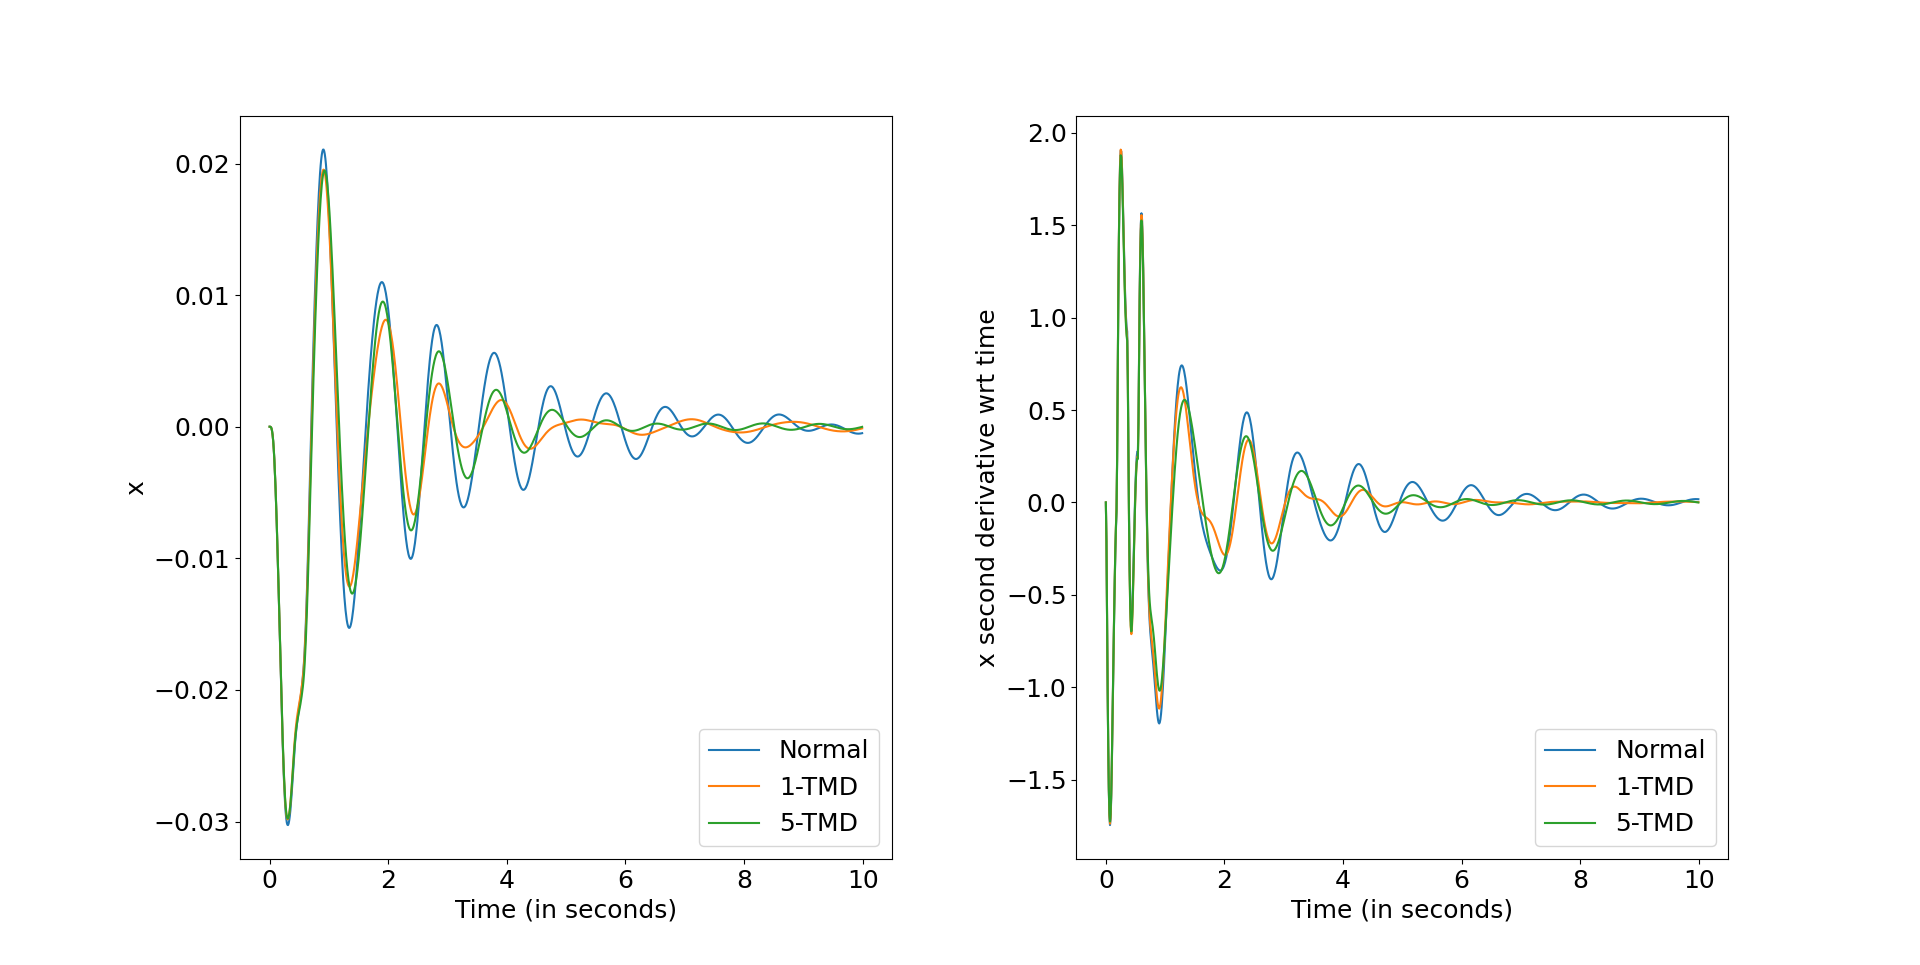 0.02
0.01
0.00
−0.01
−0.02
−0.03
x
0 2 4 6 8 10
Time (in seconds)
Normal
1-TMD
5-TMD
2.0
1.5
1.0
0.5
0.0
−0.5
−1.0
−1.5
x second derivative wrt time
0 2 4 6 8 10
Time (in seconds)
Normal
1-TMD
5-TMD